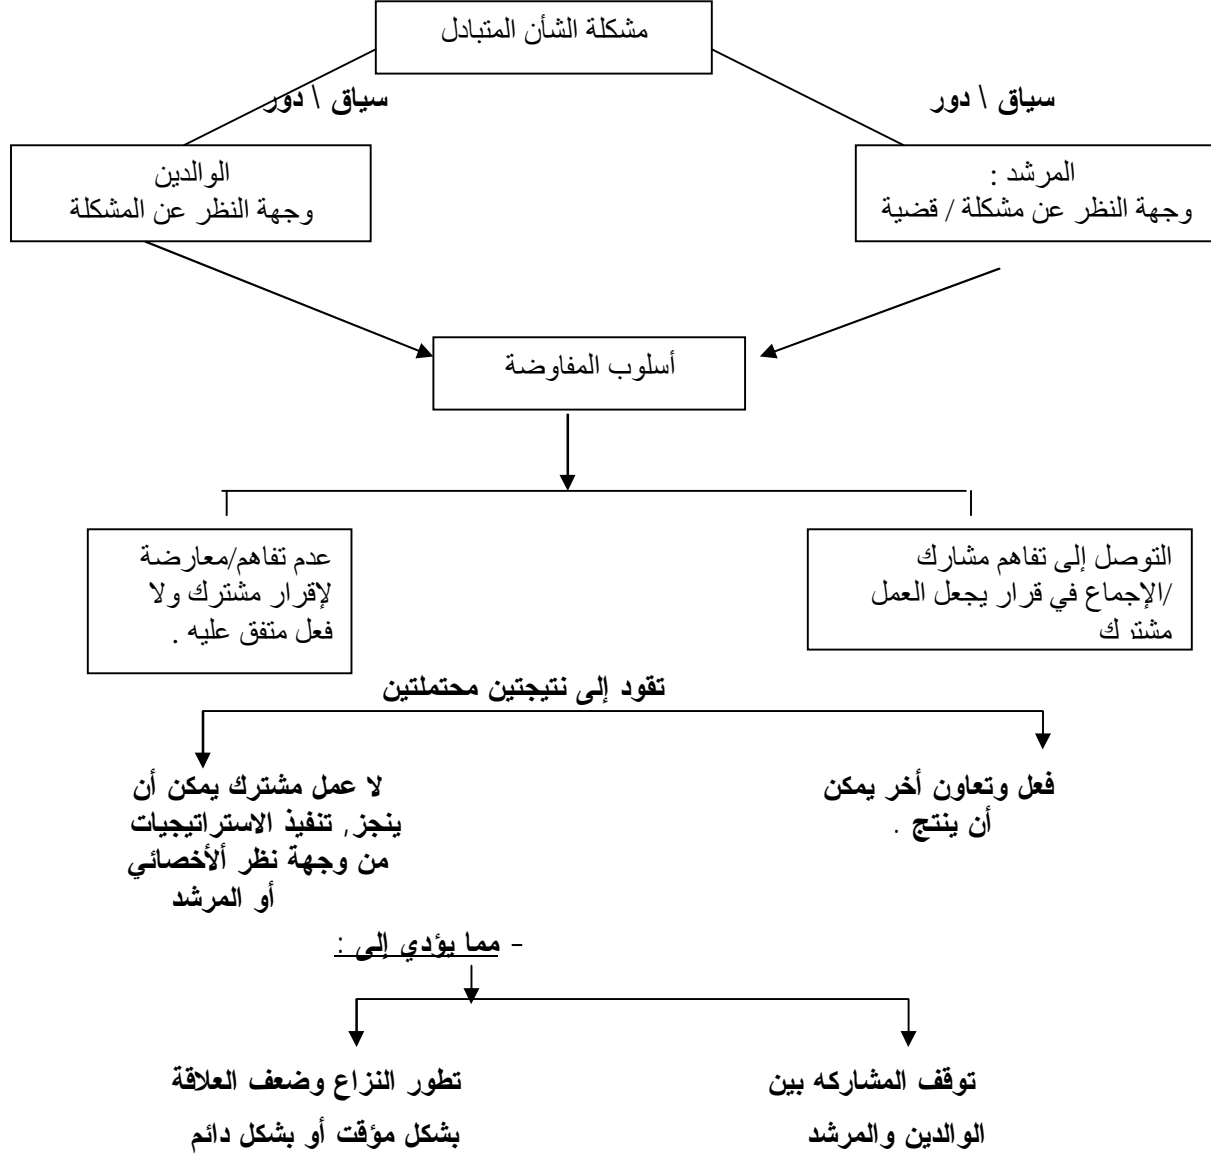 مشكلة الشأن المتبادل
سياق \ دور
سياق \ دور
المرشد :
وجهة النظر عن مشكلة / قضية
الوالدين
وجهة النظر عن المشكلة
أسلوب المفاوضة
التوصل إلى تفاهم مشارك
/الإجماع في قرار يجعل العمل
مشترك
عدم تفاهم/معارضة
لإقرار مشترك ولا
فعل متفق عليه .
تقود إلى نتيجتين محتملتين
فعل وتعاون أخر يمكن
أن ينتج .
لا عمل مشترك يمكن أن
ينجز, تنفيذ الاستراتيجيات
من وجهة نظر ألأخصائي
أو المرشد
- مما يؤدي إلى :
توقف المشاركه بين
الوالدين والمرشد
تطور النزاع وضعف العلاقة
بشكل مؤقت أو بشكل دائم